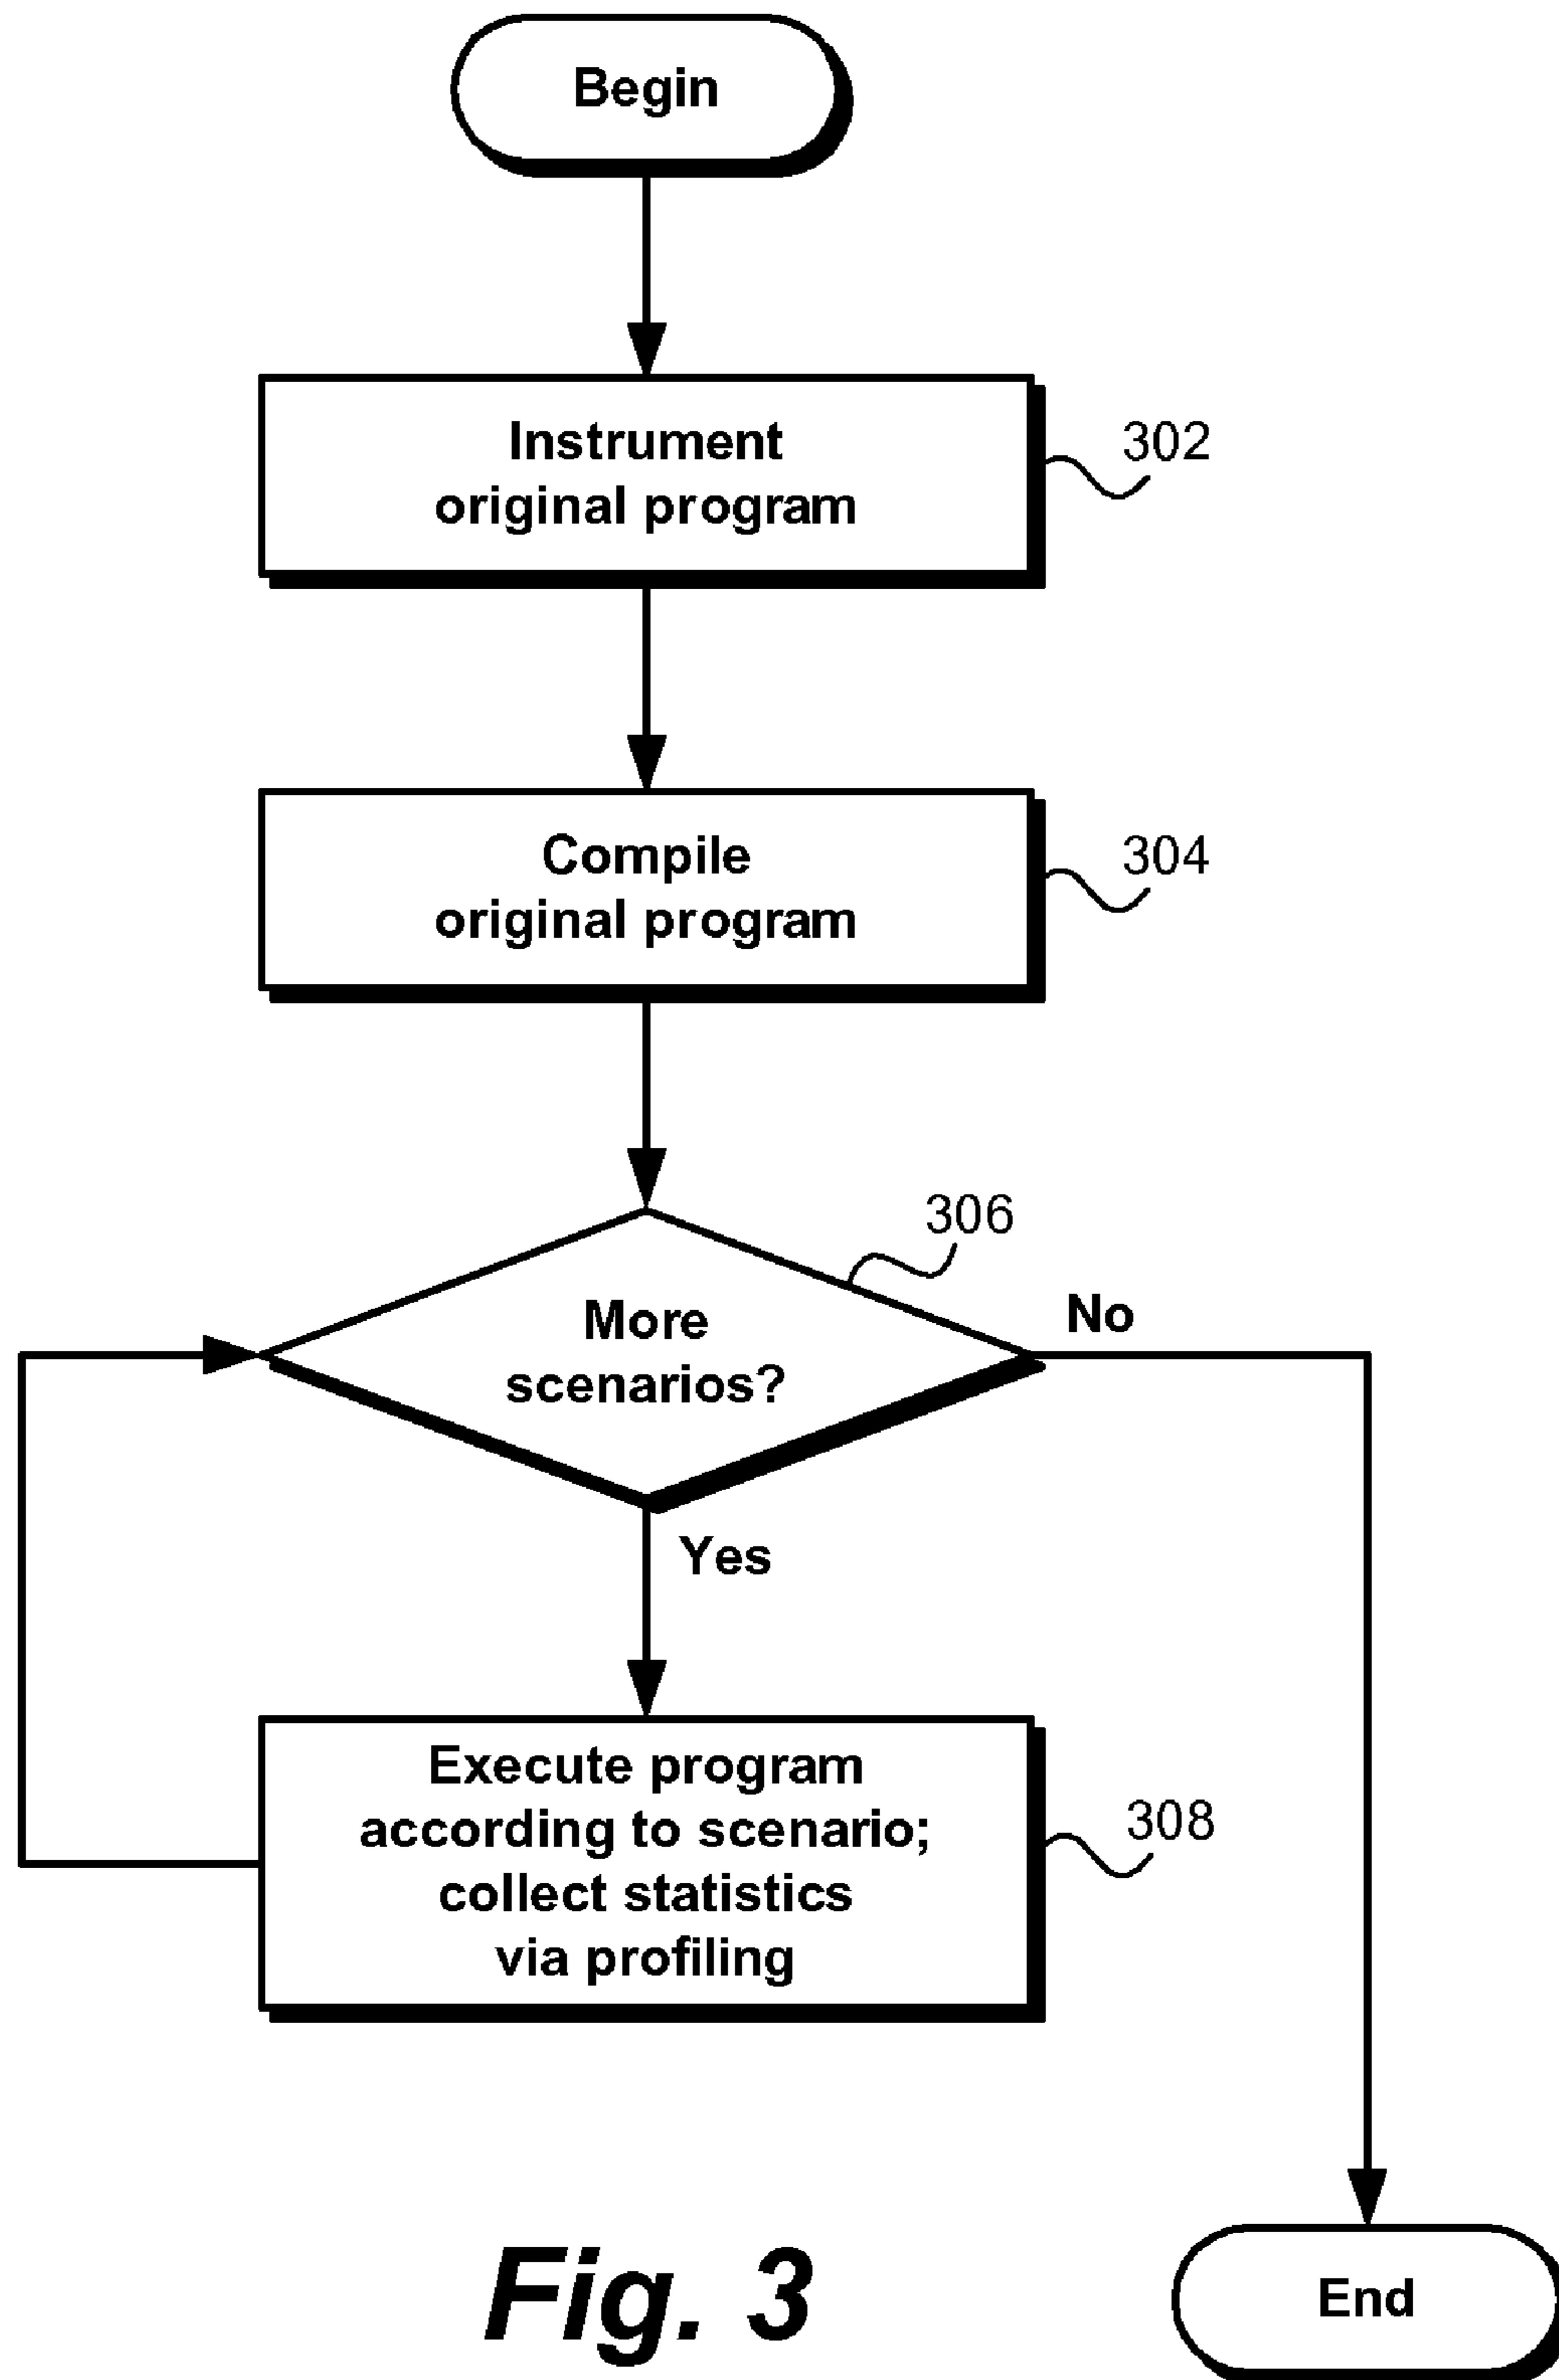 Begin
Instrument
original program
302
Compile
original program
304
306
More
scenarios?
No
Yes
Execute program
according to scenario;
collect statistics
via profiling
308
End
Fig. 3